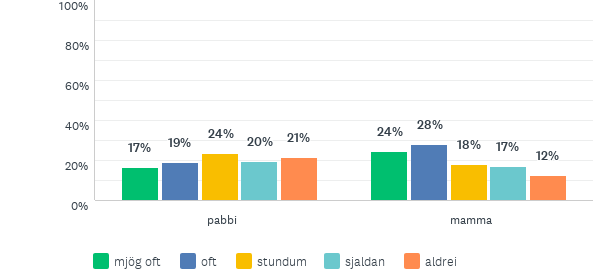 100%
80%
60%
40%
20%
0%
17%
19%
24%
20%
21%
24%
28%
18%
17%
12%
pabbi
mamma
mjög oft
oft
stundum
sjaldan
aldrei